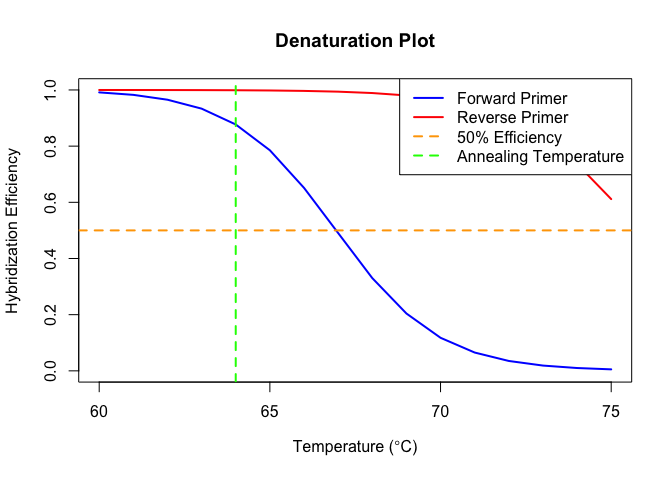 Denaturation Plot
Forward Primer
Reverse Primer
50% Efficiency
Annealing Temperature
Hybridization Efficiency
1.0
0.8
0.6
0.4
0.2
0.0
60
65
70
75
Temperature (°C)